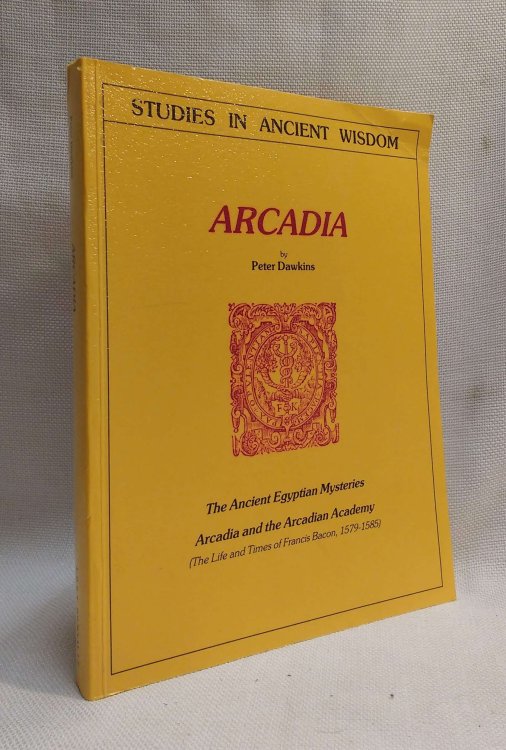 STUDIES IN ANCIENT WISDOM
ARCADIA
by
Peter Dawkins
The Ancient Egyptian Mysteries
Arcadia and the Arcadian Academy
(The Life and Times of Francis Bacon, 1579-1585)